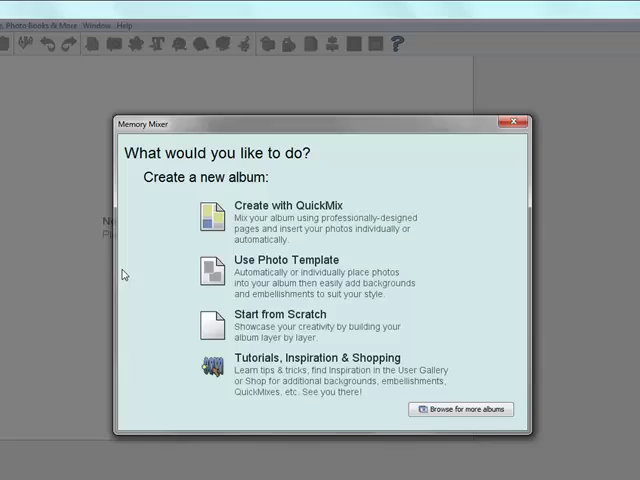 Photo Books & More Window Help
Memory Mixer
What would you like to do?
Create a new album:
Create with QuickMix
Mix your album using professionally-designed
pages and insert your photos individually or
automatically.
Use Photo Template
Automatically or individually place photos
into your album then easily add backgrounds
and embellishments to suit your style.
Start from Scratch
Showcase your creativity by building your
album layer by layer.
Tutorials, Inspiration & Shopping
Learn tips & tricks, find Inspiration in the User Gallery
or Shop for additional backgrounds, embellishments,
QuickMixes, etc. See you there!
Browse for more albums